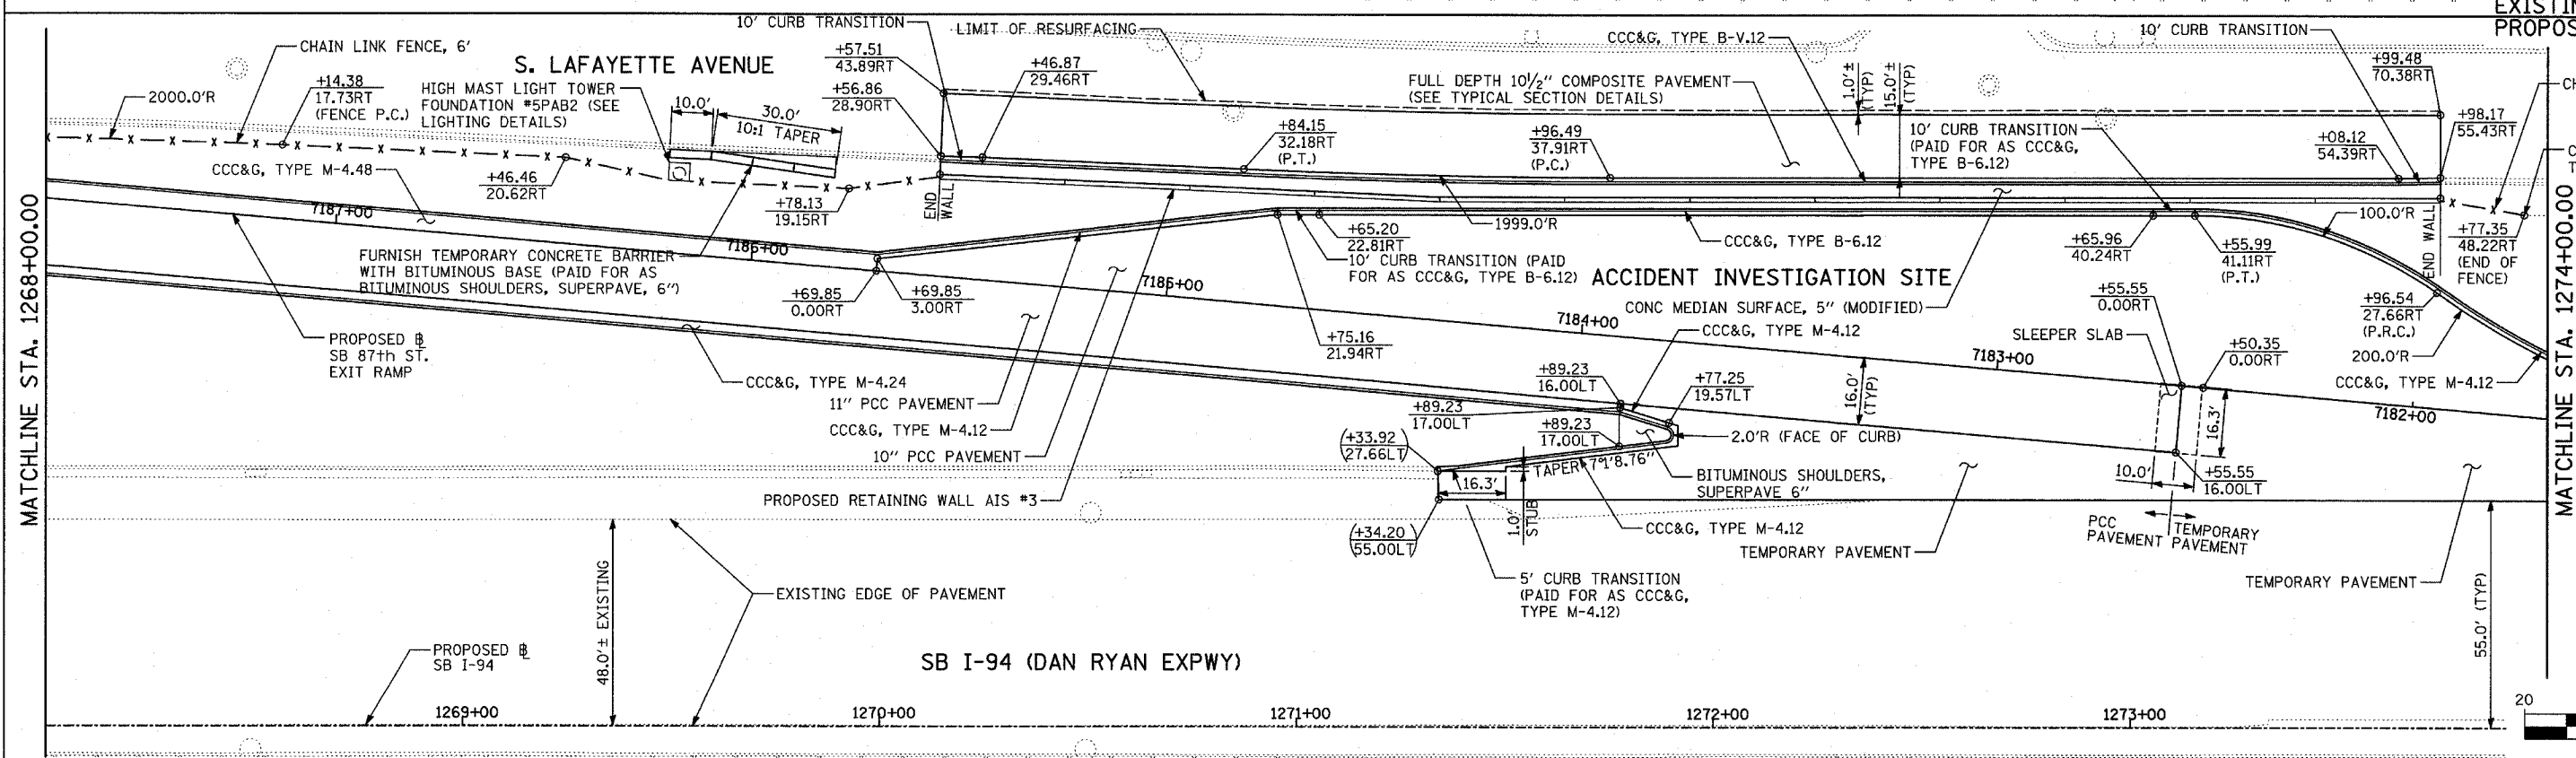 EXISTIN
PROPOS
10' CURB TRANSITION
LIMIT OF RESURFACING
CCC&G, TYPE B-V.12
10' CURB TRANSITION
CHAIN LINK FENCE, 6'
S. LAFAYETTE AVENUE
+57.51
43.89RT
+46.87
29.46RT
+99.48
70.38RT
2000.0'R
+14.38
17.73RT
(FENCE P.C.)
HIGH MAST LIGHT TOWER
FOUNDATION #5PAB2 (SEE
LIGHTING DETAILS)
10.0'
30.0'
10:1 TAPER
+56.86
28.90RT
FULL DEPTH 10 1/2" COMPOSITE PAVEMENT
(SEE TYPICAL SECTION DETAILS)
1.0'±
(TYP)
15.0'±
(TYP)
CH
+98.17
55.43RT
+84.15
32.18RT
(P.T.)
+96.49
37.91RT
(P.C.)
10' CURB TRANSITION
(PAID FOR AS CCC&G,
TYPE B-6.12)
+08.12
54.39RT
C
T
CCC&G, TYPE M-4.48
+46.46
20.62RT
+78.13
19.15RT
END
WALL
7187+00
7186+00
FURNISH TEMPORARY CONCRETE BARRIER
WITH BITUMINOUS BASE (PAID FOR AS
BITUMINOUS SHOULDERS, SUPERPAVE, 6")
+69.85
0.00RT
+69.85
3.00RT
7185+00
+65.20
22.81RT
10' CURB TRANSITION (PAID
FOR AS CCC&G, TYPE B-6.12)
1999.0'R
CCC&G, TYPE B-6.12
ACCIDENT INVESTIGATION SITE
CONC MEDIAN SURFACE, 5" (MODIFIED)
+65.96
40.24RT
+55.99
41.11RT
(P.T.)
100.0'R
END WALL
+77.35
48.22RT
(END OF
FENCE)
MATCHLINE STA. 1268+00.00
MATCHLINE STA. 1274+00.00
PROPOSED B
SB 87th ST.
EXIT RAMP
+75.16
21.94RT
7184+00
CCC&G, TYPE M-4.12
SLEEPER SLAB
+55.55
0.00RT
+50.35
0.00RT
+96.54
27.66RT
(P.R.C.)
200.0'R
CCC&G, TYPE M-4.12
7183+00
7182+00
CCC&G, TYPE M-4.24
11" PCC PAVEMENT
CCC&G, TYPE M-4.12
10" PCC PAVEMENT
PROPOSED RETAINING WALL AIS #3
+89.23
16.00LT
+77.25
19.57LT
16.0'
(TYP)
+89.23
17.00LT
+89.23
17.00LT
(+33.92)
(27.66LT)
2.0'R (FACE OF CURB)
TAPER 7°1'8.76"
16.3'
1.0'
STUB
BITUMINOUS SHOULDERS,
SUPERPAVE 6"
CCC&G, TYPE M-4.12
16.3'
10.0'
+55.55
16.00LT
PCC
PAVEMENT
TEMPORARY
PAVEMENT
(+34.20)
(55.00LT)
TEMPORARY PAVEMENT
TEMPORARY PAVEMENT
5' CURB TRANSITION
(PAID FOR AS CCC&G,
TYPE M-4.12)
48.0'± EXISTING
EXISTING EDGE OF PAVEMENT
55.0' (TYP)
PROPOSED B
SB I-94
SB I-94 (DAN RYAN EXPWY)
1269+00
1270+00
1271+00
1272+00
1273+00
20